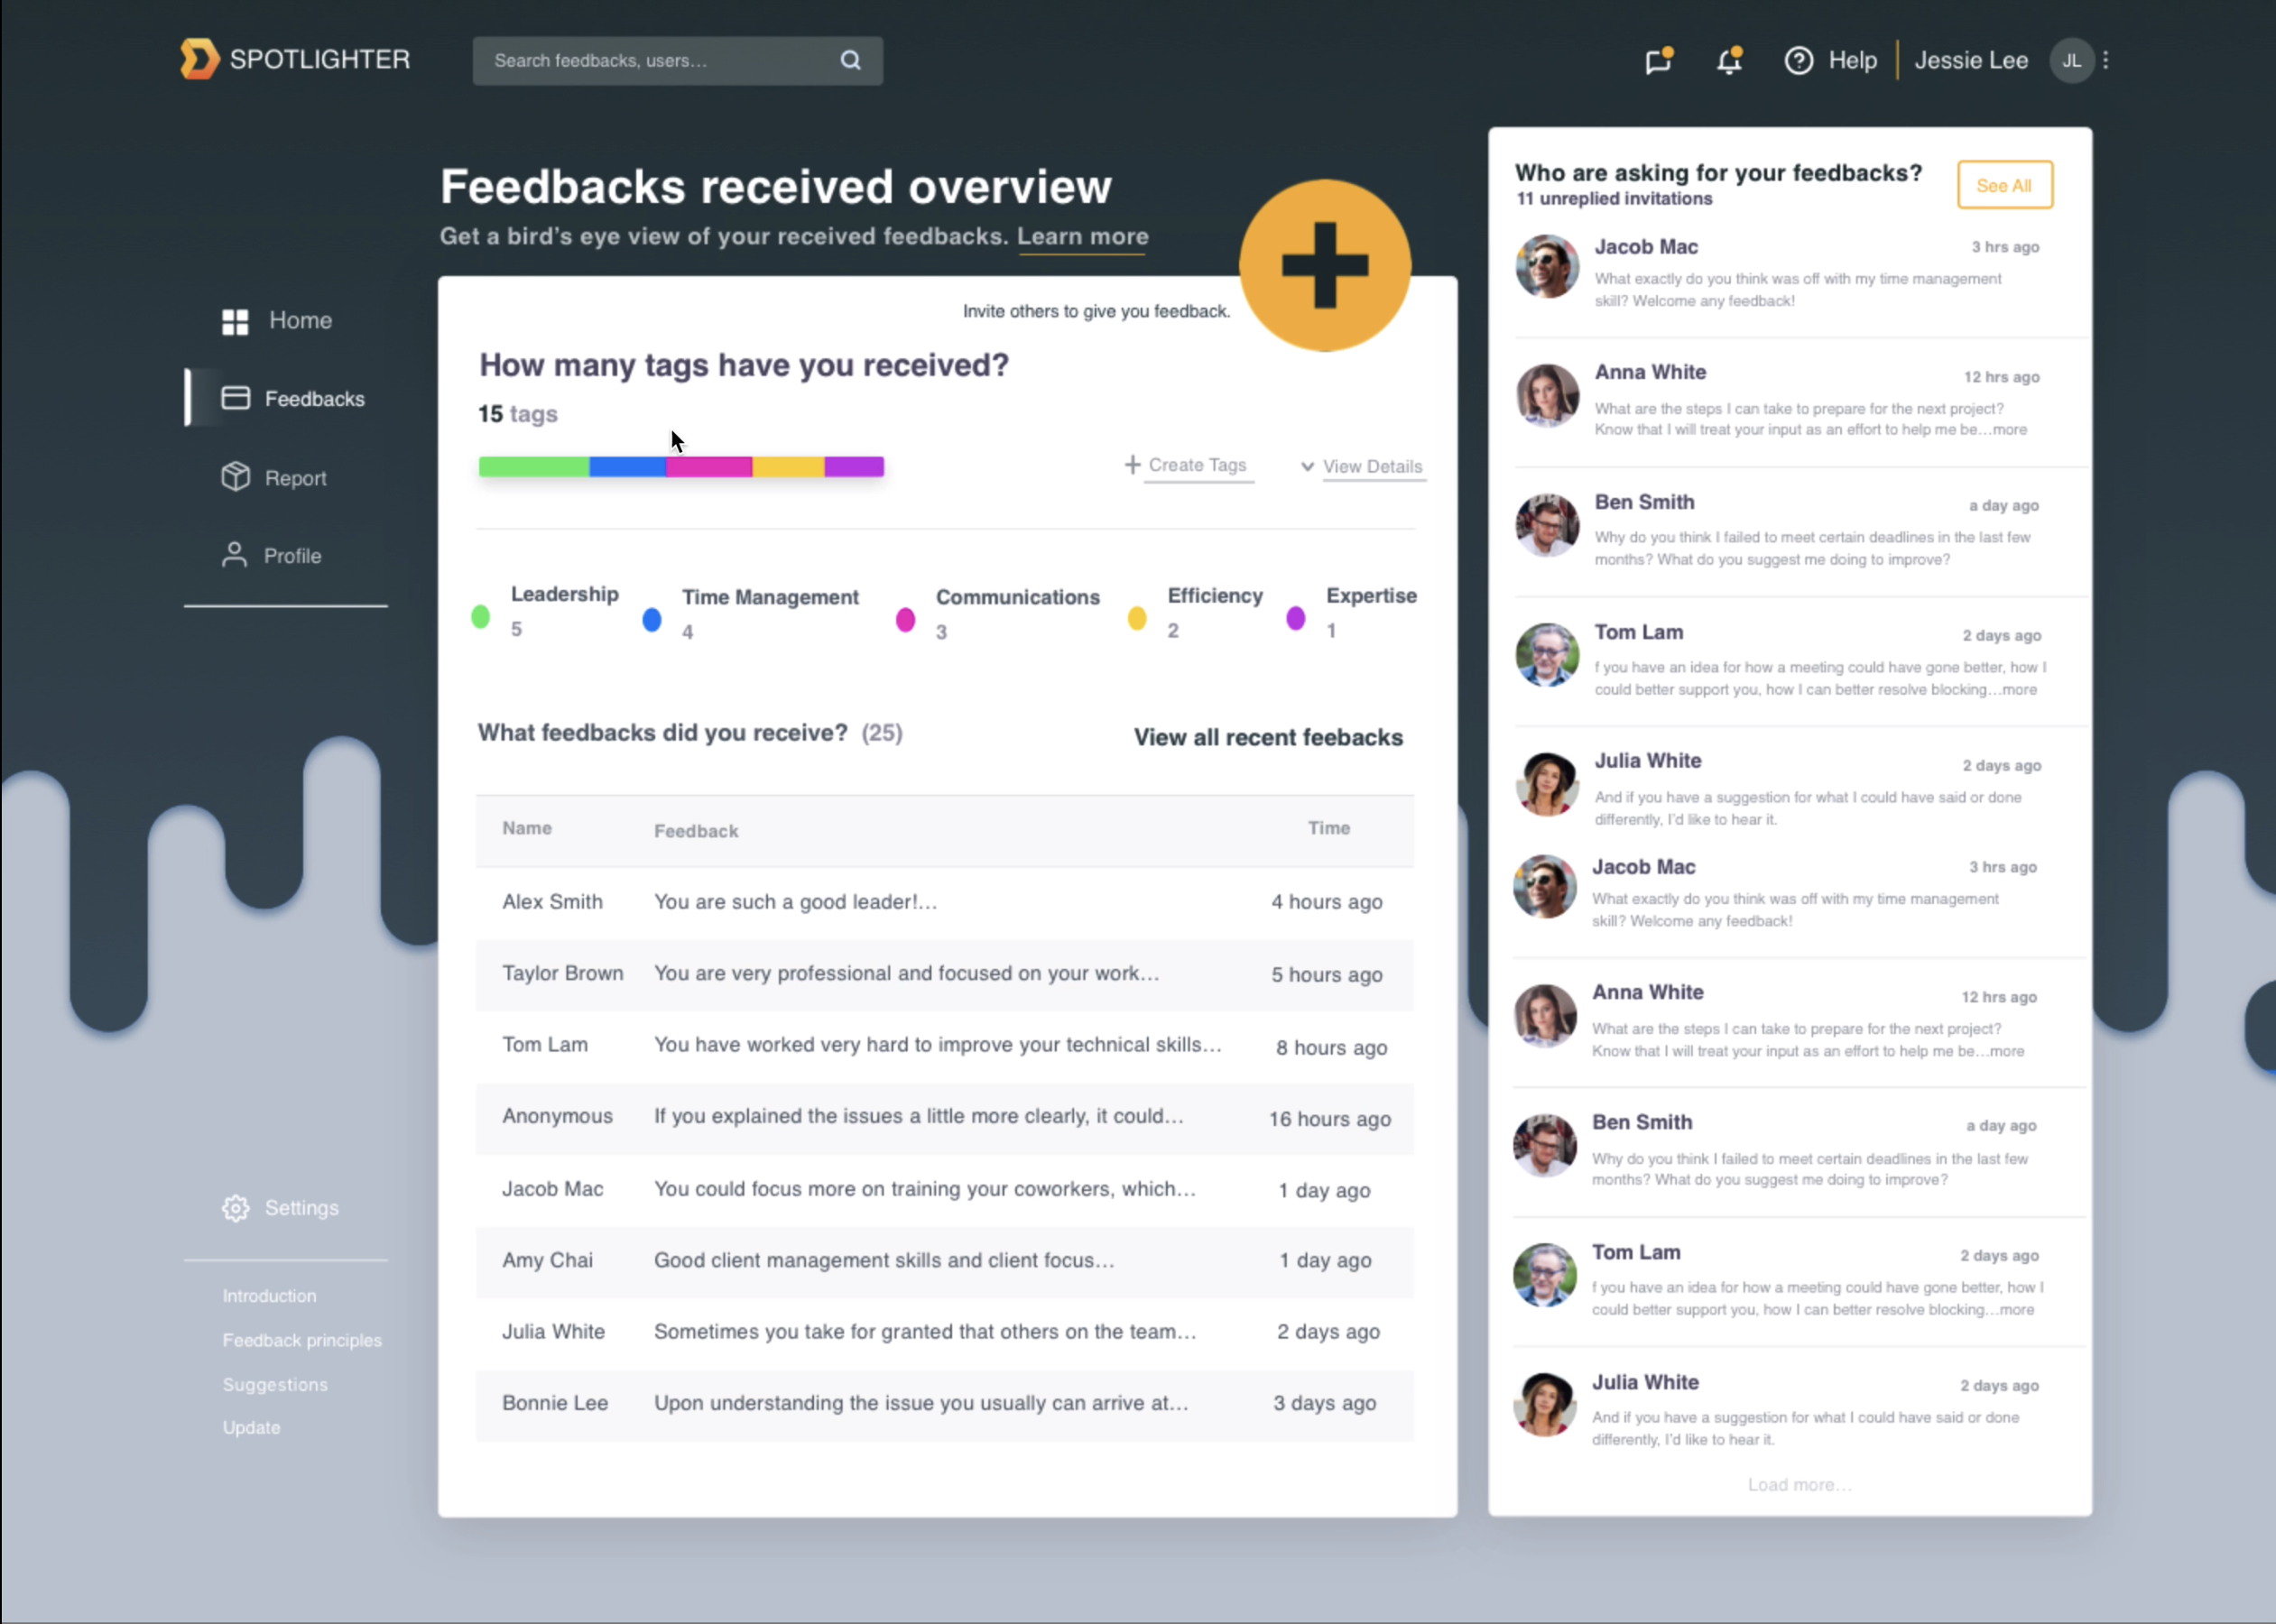 SPOTLIGHTER
Search feedbacks, users...
Help
Jessie Lee
JL
Home
Feedbacks
Report
Profile
Settings
Introduction
Feedback principles
Suggestions
Update
Feedbacks received overview
Get a bird's eye view of your received feedbacks. Learn more
Invite others to give you feedback.
How many tags have you received?
15 tags
+ Create Tags
View Details
Leadership
5
Time Management
4
Communications
3
Efficiency
2
Expertise
1
What feedbacks did you receive? (25)
View all recent feebacks
Name Feedback Time
Alex Smith You are such a good leader!... 4 hours ago
Taylor Brown You are very professional and focused on your work... 5 hours ago
Tom Lam You have worked very hard to improve your technical skills... 8 hours ago
Anonymous If you explained the issues a little more clearly, it could... 16 hours ago
Jacob Mac You could focus more on training your coworkers, which... 1 day ago
Amy Chai Good client management skills and client focus... 1 day ago
Julia White Sometimes you take for granted that others on the team... 2 days ago
Bonnie Lee Upon understanding the issue you usually can arrive at... 3 days ago
Who are asking for your feedbacks?
11 unreplied invitations
See All
Jacob Mac 3 hrs ago
What exactly do you think was off with my time management
skill? Welcome any feedback!
Anna White 12 hrs ago
What are the steps I can take to prepare for the next project?
Know that I will treat your input as an effort to help me be...more
Ben Smith a day ago
Why do you think I failed to meet certain deadlines in the last few
months? What do you suggest me doing to improve?
Tom Lam 2 days ago
f you have an idea for how a meeting could have gone better, how I
could better support you, how I can better resolve blocking...more
Julia White 2 days ago
And if you have a suggestion for what I could have said or done
differently, I'd like to hear it.
Jacob Mac 3 hrs ago
What exactly do you think was off with my time management
skill? Welcome any feedback!
Anna White 12 hrs ago
What are the steps I can take to prepare for the next project?
Know that I will treat your input as an effort to help me be...more
Ben Smith a day ago
Why do you think I failed to meet certain deadlines in the last few
months? What do you suggest me doing to improve?
Tom Lam 2 days ago
f you have an idea for how a meeting could have gone better, how I
could better support you, how I can better resolve blocking...more
Julia White 2 days ago
And if you have a suggestion for what I could have said or done
differently, I'd like to hear it.
Load more...